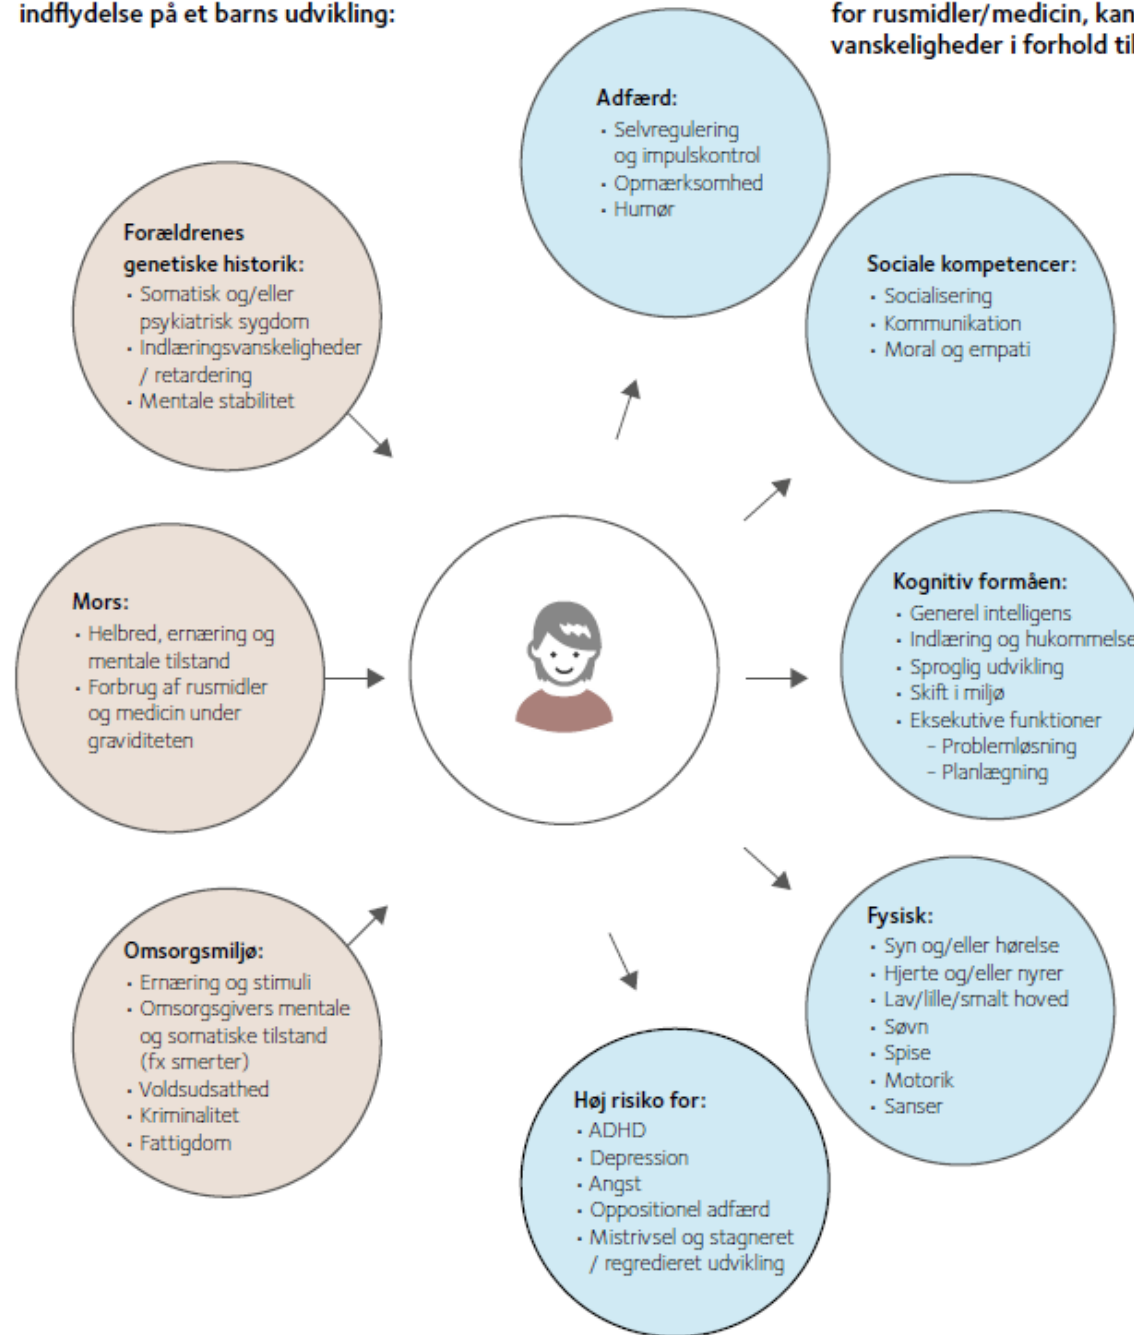 indflydelse på et barns udvikling:
for rusmidler/medicin, kan
vanskeligheder i forhold til
Forældrenes
genetiske historik:
• Somatisk og/eller
psykiatrisk sygdom
• Indlæringsvanskeligheder
/ retardering
• Mentale stabilitet
Mors:
• Helbred, ernæring og
mentale tilstand
• Forbrug af rusmidler
og medicin under
graviditeten
Omsorgsmiljø:
• Ernæring og stimuli
• Omsorgsgivers mentale
og somatiske tilstand
(fx smerter)
• Voldsudsathed
• Kriminalitet
• Fattigdom
Adfærd:
• Selvregulering
og impulskontrol
• Opmærksomhed
• Humør
Sociale kompetencer:
• Socialisering
• Kommunikation
• Moral og empati
Kognitiv formåen:
• Generel intelligens
• Indlæring og hukommelse
• Sproglig udvikling
• Skift i miljø
• Eksekutive funktioner
– Problemløsning
– Planlægning
Fysisk:
• Syn og/eller hørelse
• Hjerte og/eller nyrer
• Lav/lille/smalt hoved
• Søvn
• Spise
• Motorik
• Sanser
Høj risiko for:
• ADHD
• Depression
• Angst
• Oppositionel adfærd
• Mistrivsel og stagneret
/ regredieret udvikling